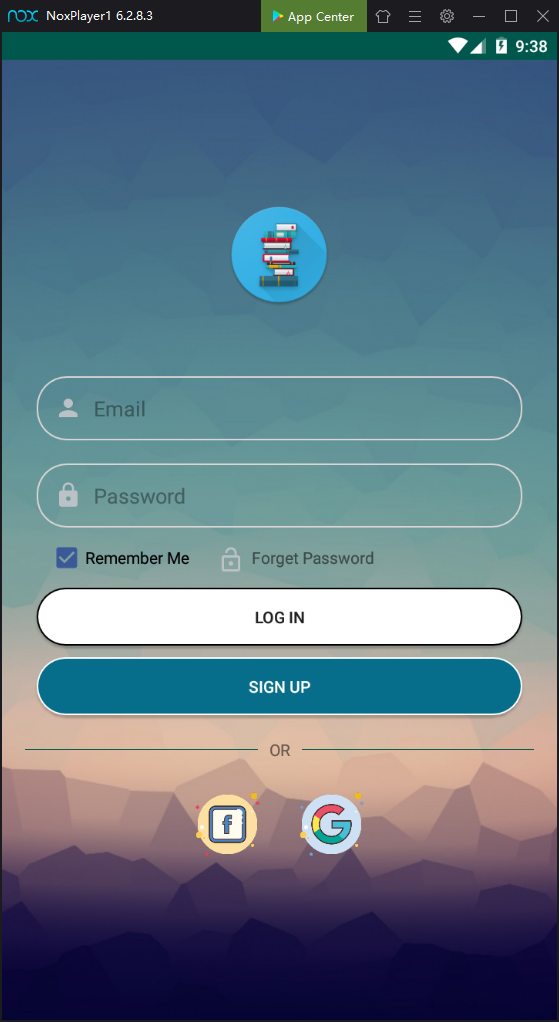 nox NoxPlayer1 6.2.8.3 App Center
9:38
Email
Password
Remember Me Forget Password
LOG IN
SIGN UP
OR
f G